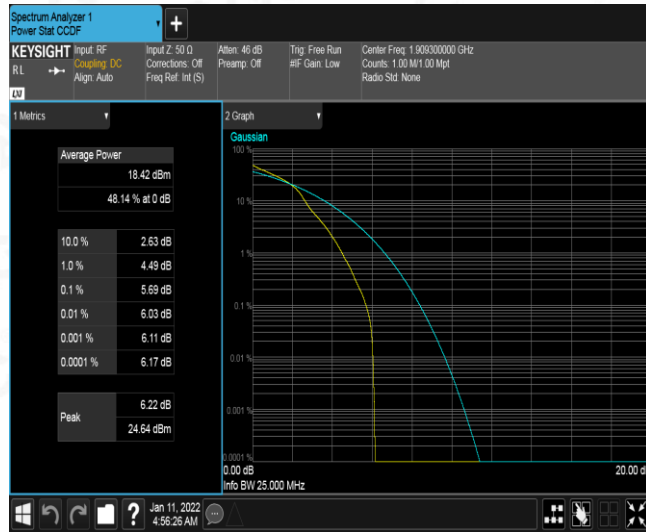 Spectrum Analyzer 1
Power Stat CCDF
+
KEYSIGHT
RL
LXI
Input: RF
Coupling: DC
Align: Auto
Input Z: 50 Ω
Corrections: Off
Freq Ref: Int (S)
Atten: 46 dB
Preamp: Off
Trig: Free Run
#IF Gain: Low
Center Freq: 1.909300000 GHz
Counts: 1.00 M/1.00 Mpt
Radio Std: None
1 Metrics
Average Power
18.42 dBm
48.14 % at 0 dB
10.0 % 2.63 dB
1.0 % 4.49 dB
0.1 % 5.69 dB
0.01 % 6.03 dB
0.001 % 6.11 dB
0.0001 % 6.17 dB
Peak
6.22 dB
24.64 dBm
2 Graph
Gaussian
100 %
10 %
1 %
0.1 %
0.01 %
0.001 %
0.0001 %
0.00 dB
20.00 d
Info BW 25.000 MHz
?
Jan 11, 2022
4:56:26 AM